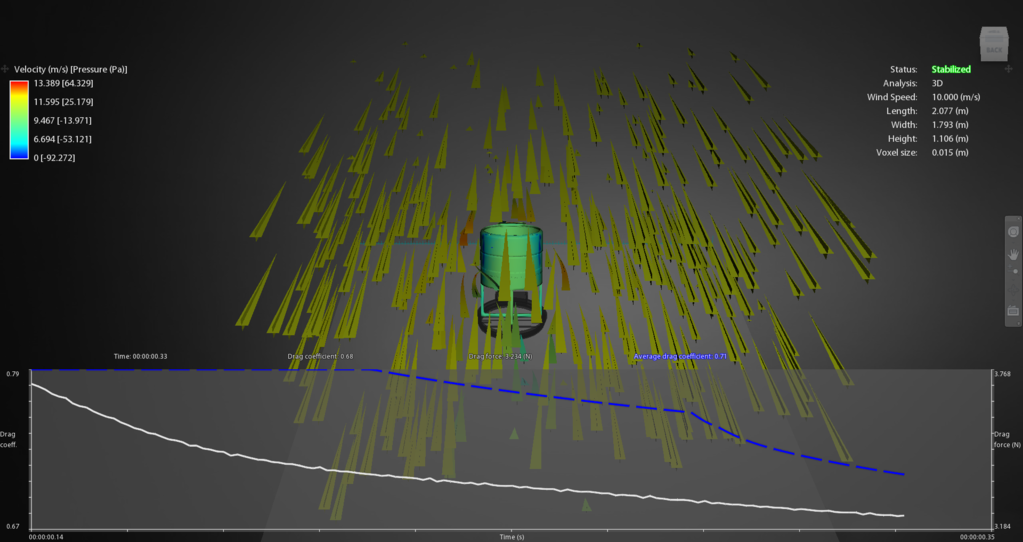 Velocity (m/s) [Pressure (Pa)]
13.389 [64.329]
11.595 [25.179]
9.467 [-13.971]
6.694 [-53.121]
0 [-92.272]
BACK
Status: Stabilized
Analysis: 3D
Wind Speed: 10.000 (m/s)
Length: 2.077 (m)
Width: 1.793 (m)
Height: 1.106 (m)
Voxel size: 0.015 (m)
Time: 00:00:00.33 Drag coefficient: 0.68 Drag force: 3.234 (N) Average drag coefficient: 0.71
0.79
3.768
Drag
coeff.
Drag
force (N)
0.67
3.184
00:00:00.14 Time (s) 00:00:00.35